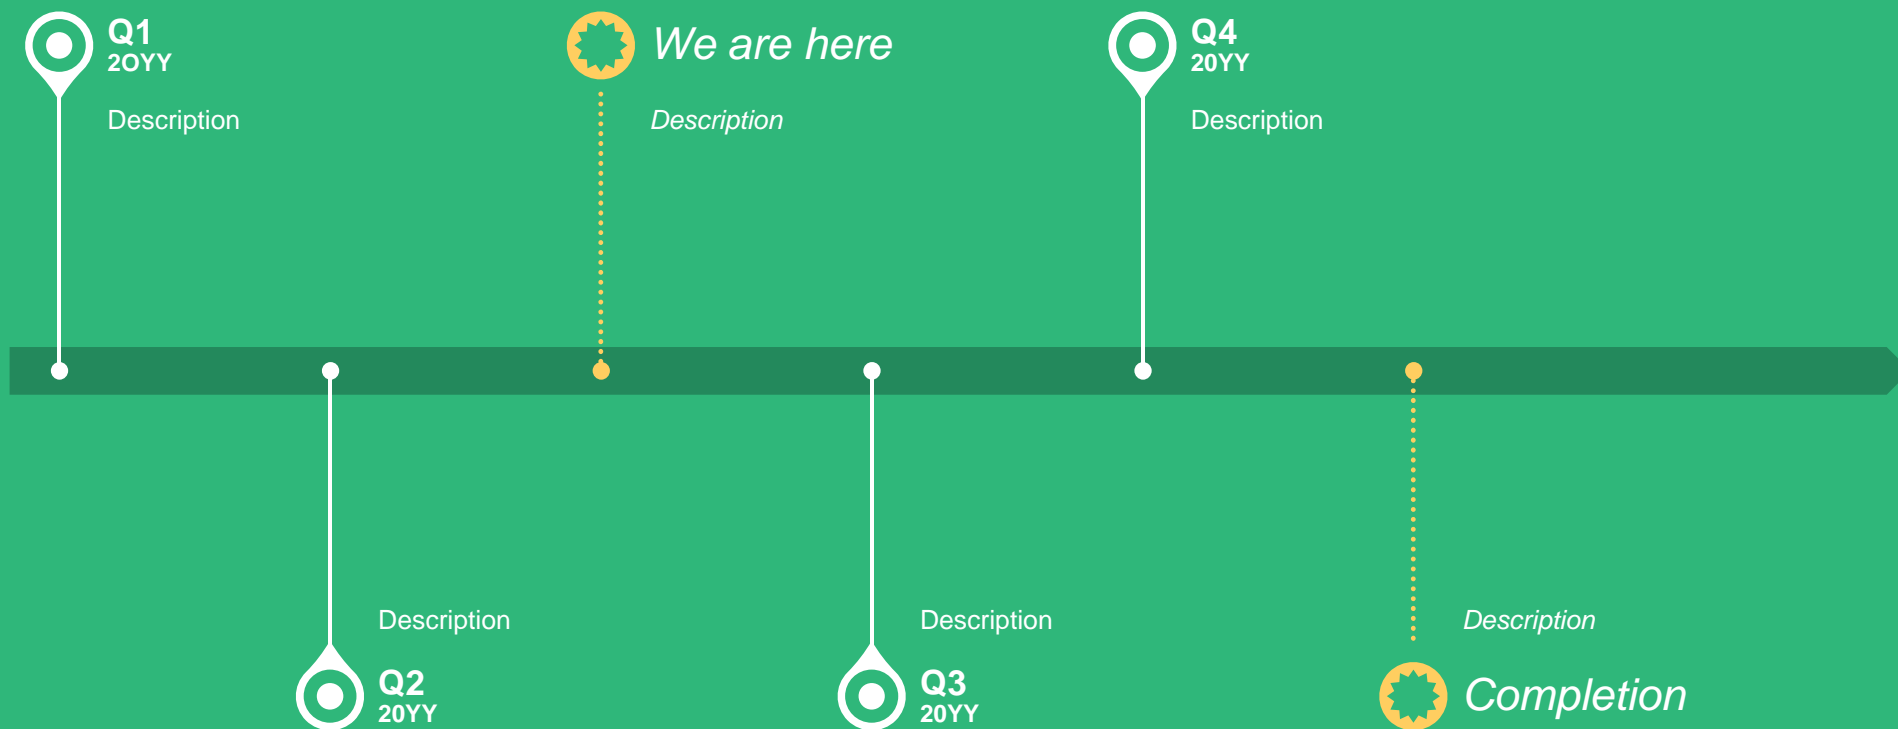 Q1
2OYY
Description
We are here
Description
Q4
20YY
Description
Description
Q2
20YY
Description
Q3
20YY
Description
Completion